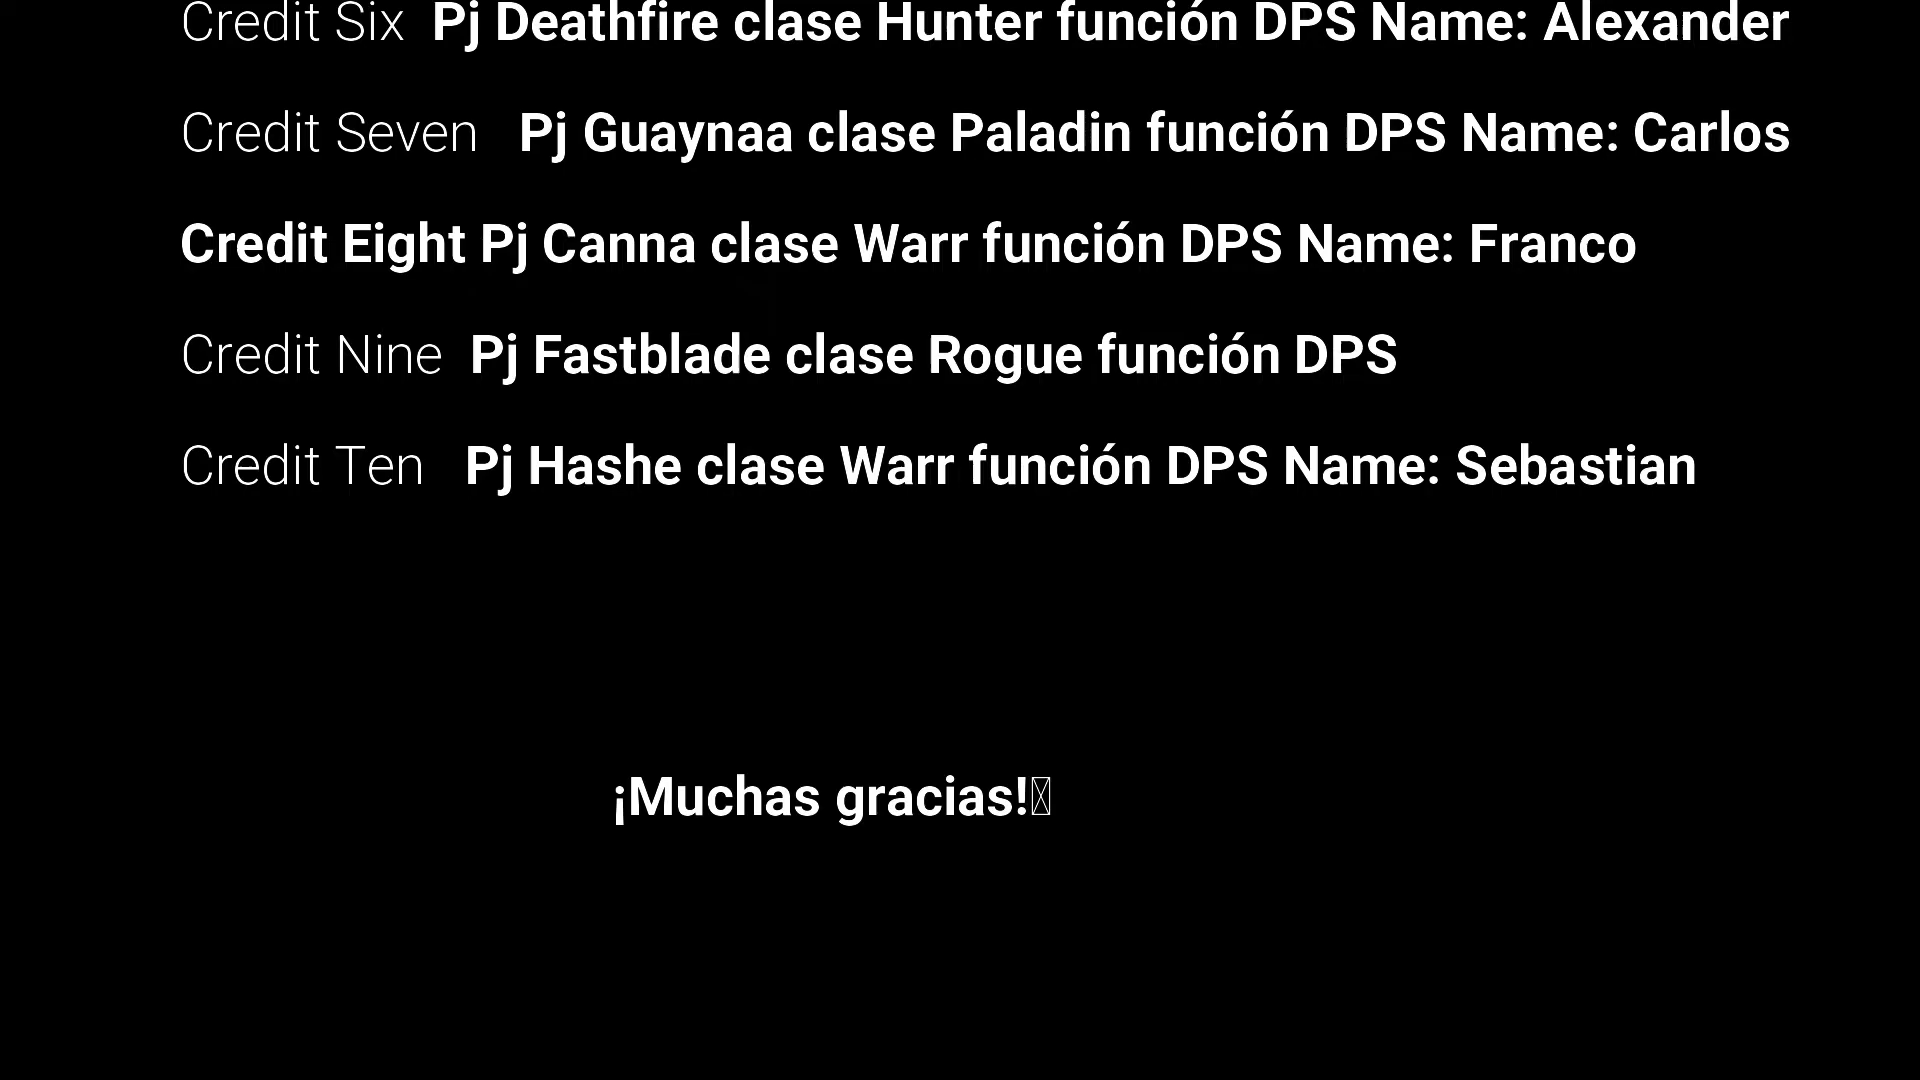 Credit Six Pj Deathfire clase Hunter función DPS Name: Alexander
Credit Seven Pj Guaynaa clase Paladin función DPS Name: Carlos
Credit Eight Pj Canna clase Warr función DPS Name: Franco
Credit Nine Pj Fastblade clase Rogue función DPS
Credit Ten Pj Hashe clase Warr función DPS Name: Sebastian
¡Muchas gracias!